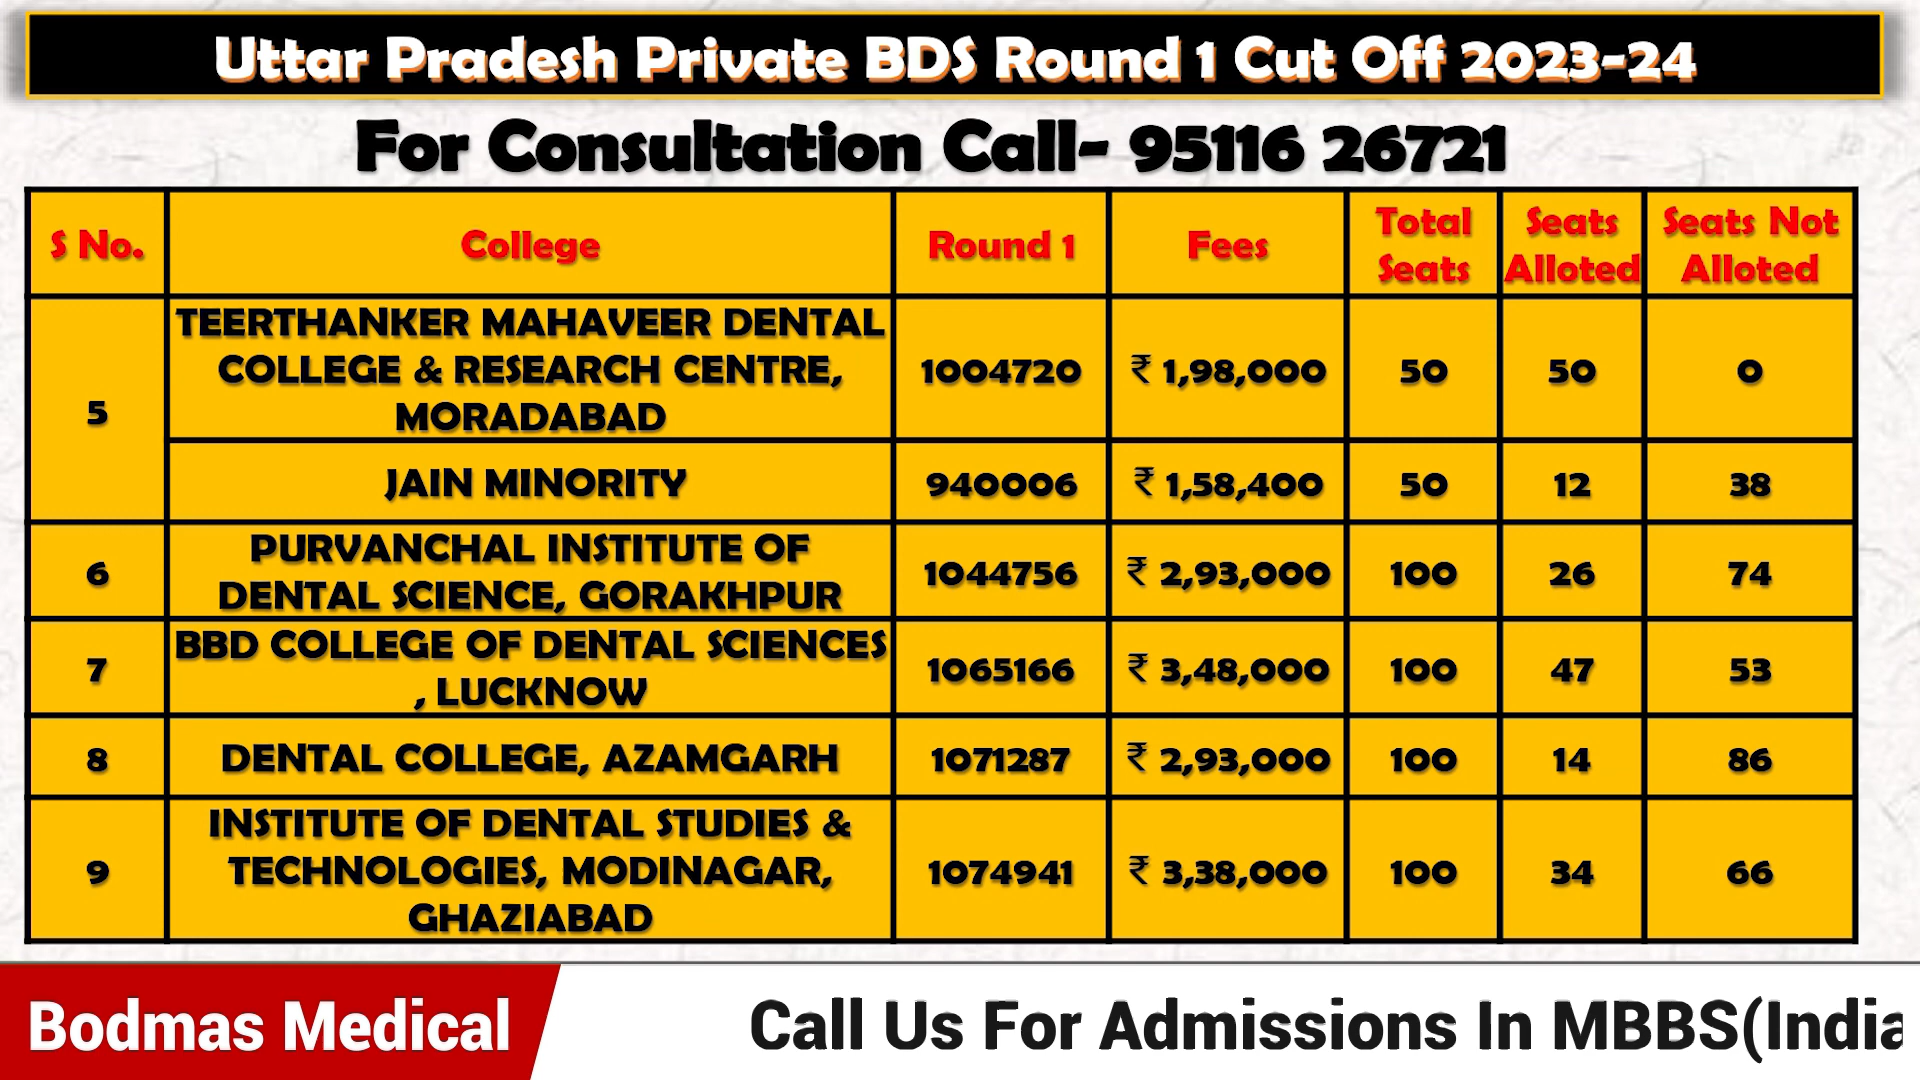 Uttar Pradesh Private BDS Round 1 Cut Off 2023-24
For Consultation Call- 95116 26721
S No. College Round 1 Fees Total Seats Seats Alloted Seats Not Alloted
5 TEERTHANKER MAHAVEER DENTAL
COLLEGE & RESEARCH CENTRE, 1004720 ₹ 1,98,000 50 50 0
MORADABAD
JAIN MINORITY 940006 ₹ 1,58,400 50 12 38
PURVANCHAL INSTITUTE OF
6 DENTAL SCIENCE, GORAKHPUR 1044756 ₹ 2,93,000 100 26 74
BBD COLLEGE OF DENTAL SCIENCES
7 , LUCKNOW 1065166 ₹ 3,48,000 100 47 53
8 DENTAL COLLEGE, AZAMGARH 1071287 ₹ 2,93,000 100 14 86
INSTITUTE OF DENTAL STUDIES &
9 TECHNOLOGIES, MODINAGAR, 1074941 ₹ 3,38,000 100 34 66
GHAZIABAD
Bodmas Medical Call Us For Admissions In MBBS(India